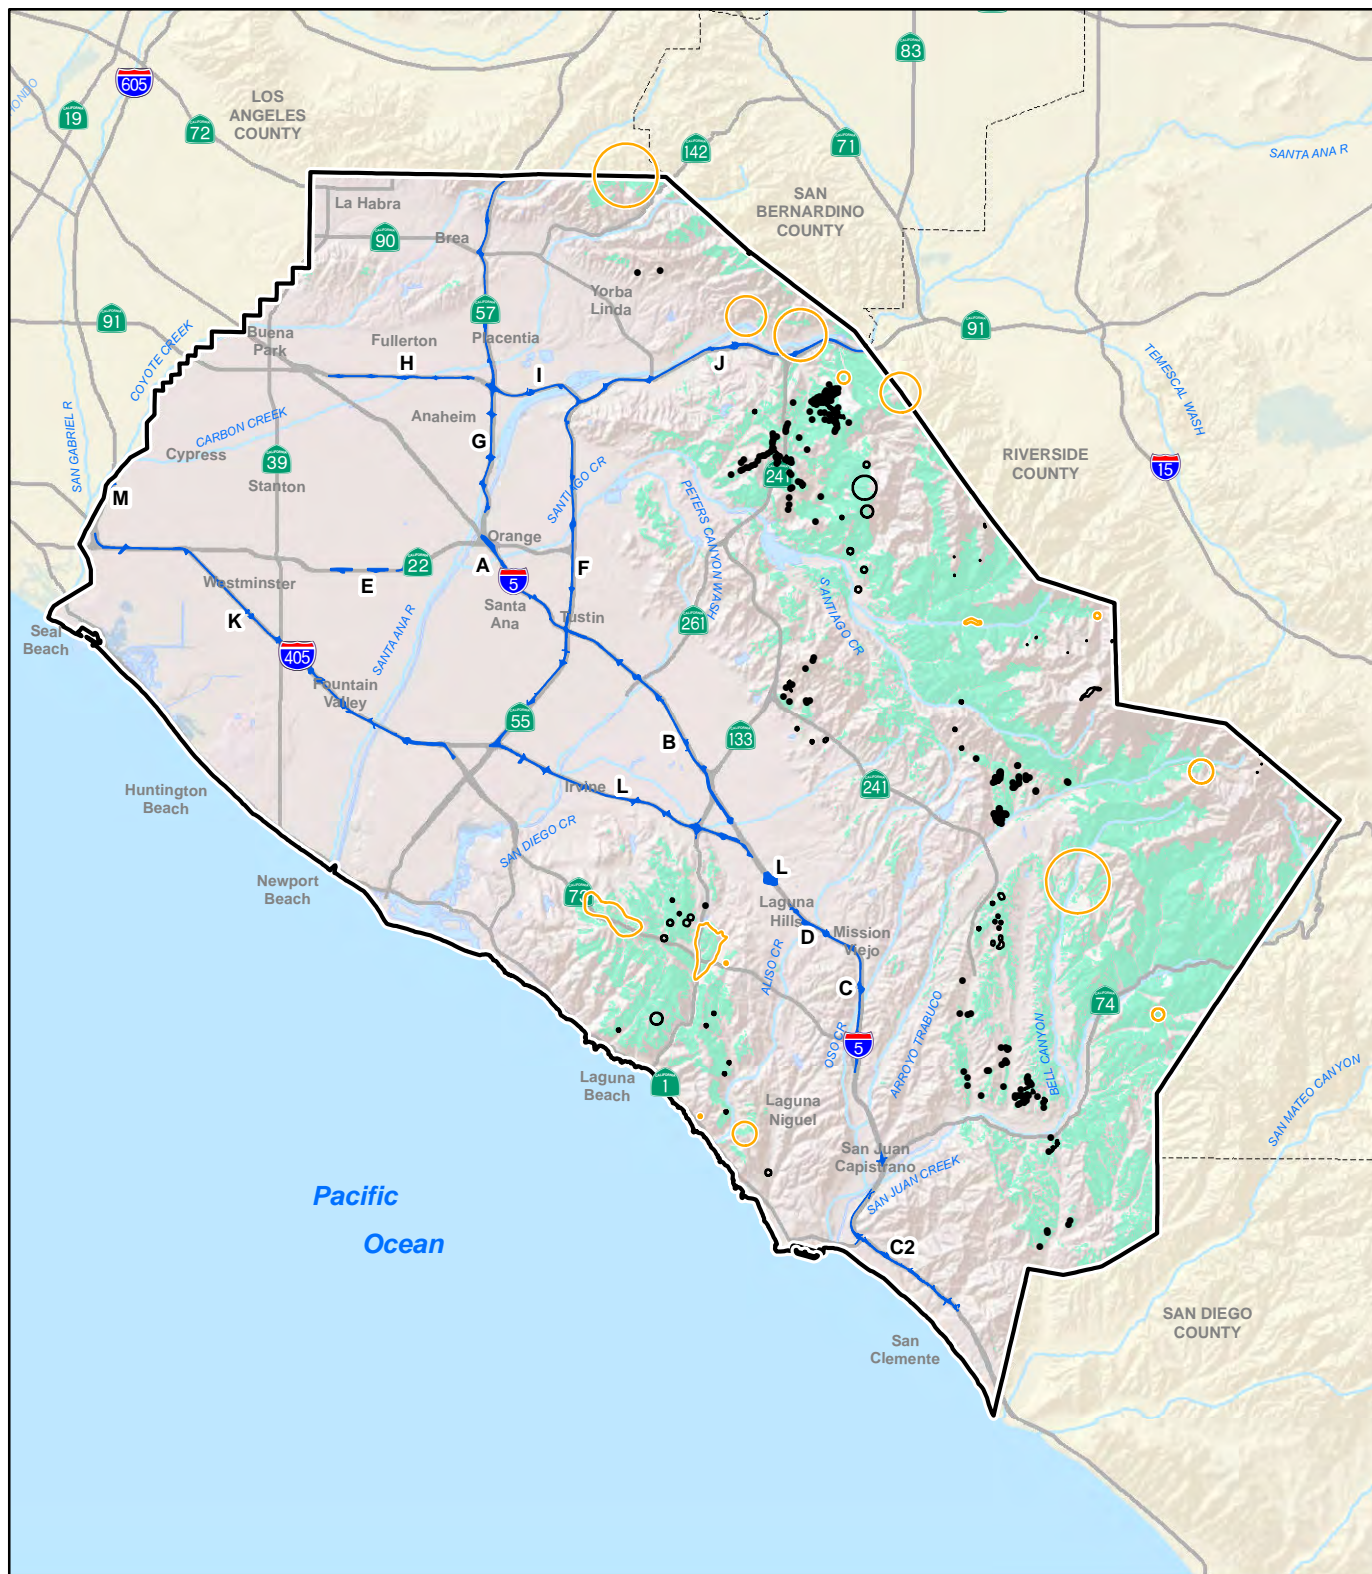 CALIFORNIA
83
605
LOS
ANGELES
COUNTY
19
72
142
71
SANTA ANA R
SAN
BERNARDINO
COUNTY
La Habra
90
Brea
57
Yorba
Linda
91
Buena
Park
Fullerton
Placentia
91
COYOTE CREEK
H
I
J
TEMESCAL WASH
SAN GABRIEL R
CARBON CREEK
Anaheim
G
Cypress
39
Stanton
SANTIAGO CR
RIVERSIDE
COUNTY
15
241
M
PETERS CANYON WASH
Orange
A
22
E
5
F
Westminster
Santa
Ana
Tustin
261
SANTIAGO CR
K
Seal
Beach
SANTA ANA R
405
Fountain
Valley
55
B
133
241
Huntington
Beach
Irvine
L
SAN DIEGO CR
Newport
Beach
73
L
Laguna
Hills
D
Mission
Viejo
ALISO CR
C
74
ARROYO TRABUCO
BELL CANYON
OSO CR
5
Laguna
Beach
1
Laguna
Niguel
SAN MATEO CANYON
San Juan
Capistrano
SAN JUAN CREEK
Pacific
Ocean
C2
San
Clemente
SAN DIEGO
COUNTY